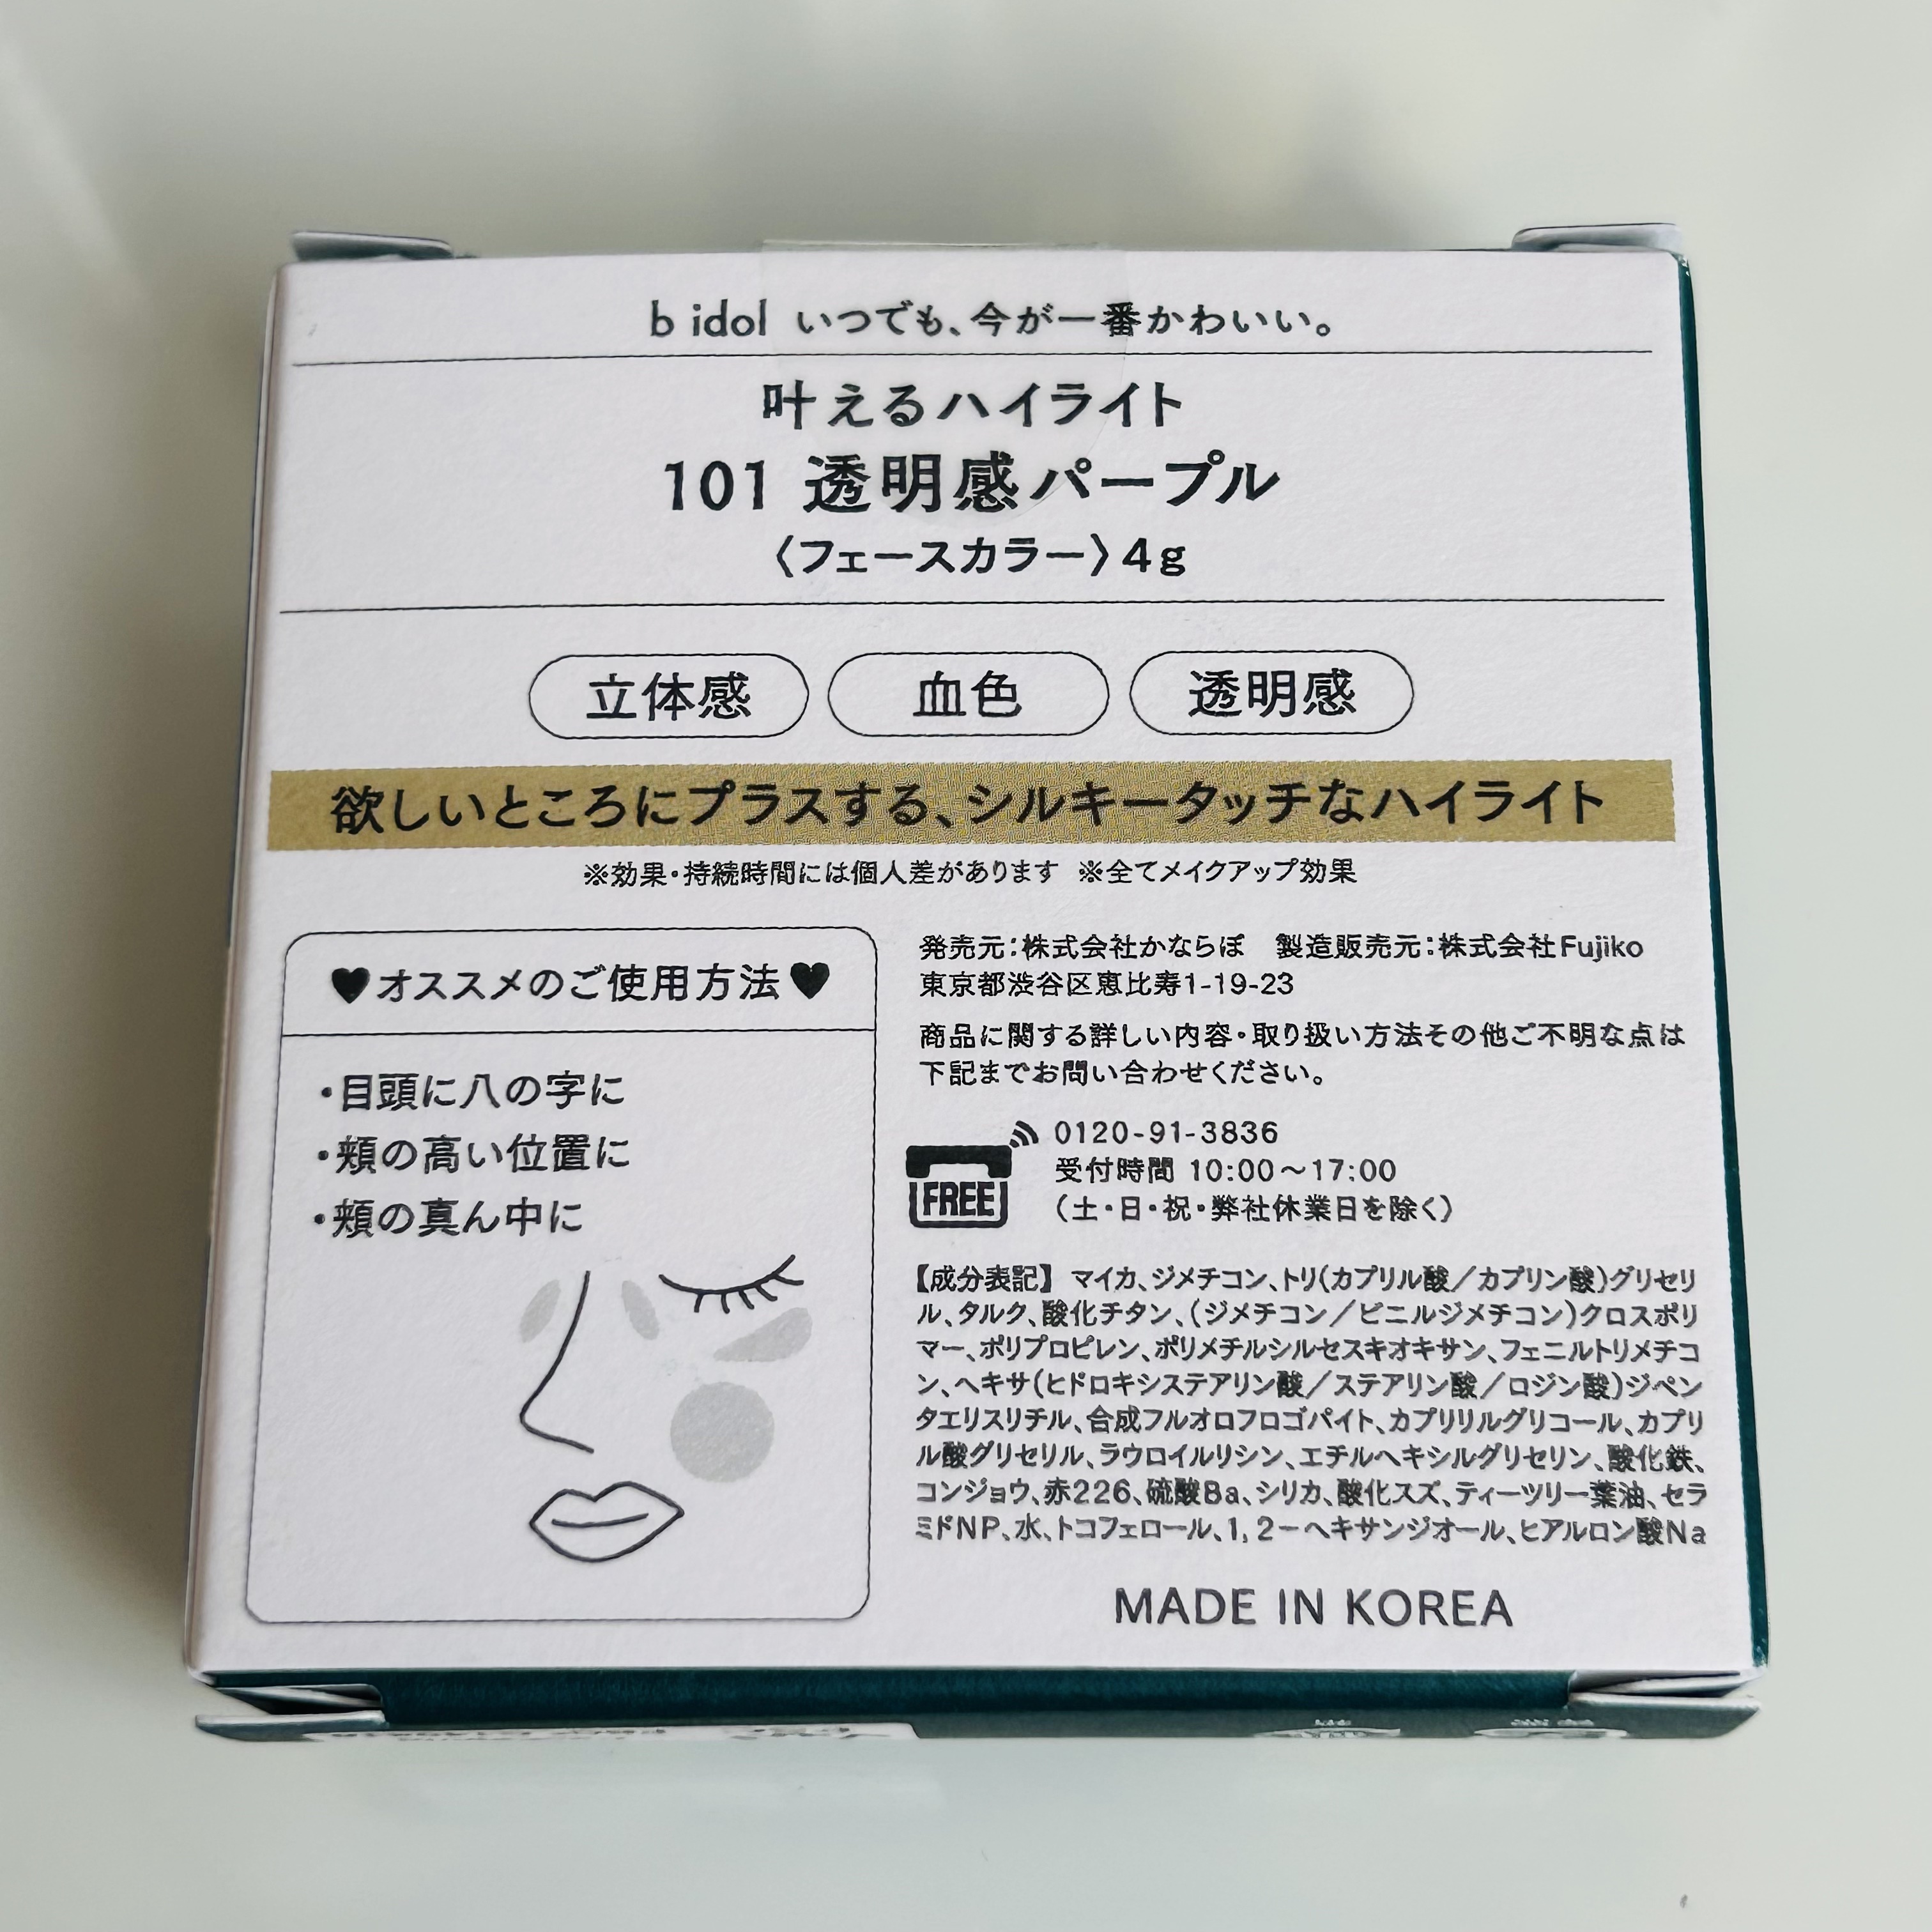 b idol いつでも、今が一番かわいい。
叶えるハイライト
101 透明感パープル
〈フェースカラー〉4g
立体感 血色 透明感
欲しいところにプラスする、シルキータッチなハイライト
※効果・持続時間には個人差があります ※全てメイクアップ効果
♥オススメのご使用方法♥
・目頭に八の字に
・頬の高い位置に
・頬の真ん中に
発売元：株式会社かならぼ 製造販売元：株式会社Fujiko
東京都渋谷区恵比寿1-19-23
商品に関する詳しい内容・取り扱い方法その他ご不明な点は
下記までお問い合わせください。
FREE
0120-91-3836
受付時間 10:00～17:00
（土・日・祝・弊社休業日を除く）
【成分表記】マイカ、ジメチコン、トリ（カプリル酸／カプリン酸）グリセリ
ル、タルク、酸化チタン、（ジメチコン／ビニルジメチコン）クロスポリ
マー、ポリプロピレン、ポリメチルシルセスキオキサン、フェニルトリメチコ
ン、ヘキサ（ヒドロキシステアリン酸／ステアリン酸／ロジン酸）ジペン
タエリスリチル、合成フルオロフロゴパイト、カプリリルグリコール、カプリ
ル酸グリセリル、ラウロイルリシン、エチルヘキシルグリセリン、酸化鉄、
コンジョウ、赤226、硫酸Ba、シリカ、酸化スズ、ティーツリー葉油、セラ
ミドNP、水、トコフェロール、1,2－ヘキサンジオール、ヒアルロン酸Na
MADE IN KOREA